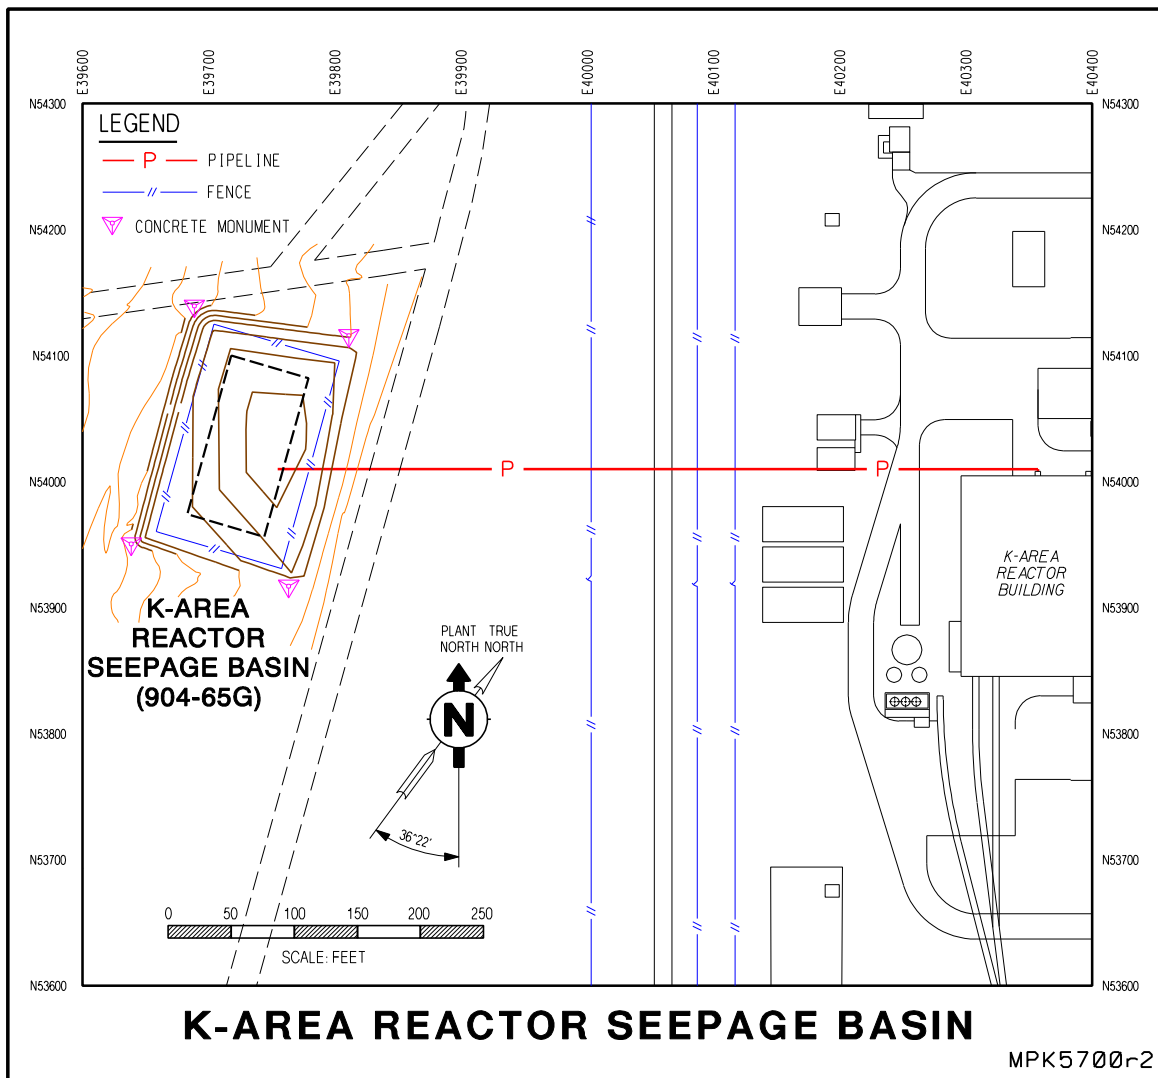 E39600
E39700
E39800
E39900
E40000
E40100
E40200
E40300
E40400
N54300
N54300
LEGEND
P PIPELINE
FENCE
CONCRETE MONUMENT
N54200
N54200
N54100
N54100
P
P
N54000
N54000
K-AREA
REACTOR
BUILDING
N53900
N53900
K-AREA
REACTOR
SEEPAGE BASIN
(904-65G)
PLANT TRUE
NORTH NORTH
N
N53800
N53800
36°22'
N53700
N53700
0 50 100 150 200 250
SCALE: FEET
N53600
N53600
K-AREA REACTOR SEEPAGE BASIN
MPK5700r2